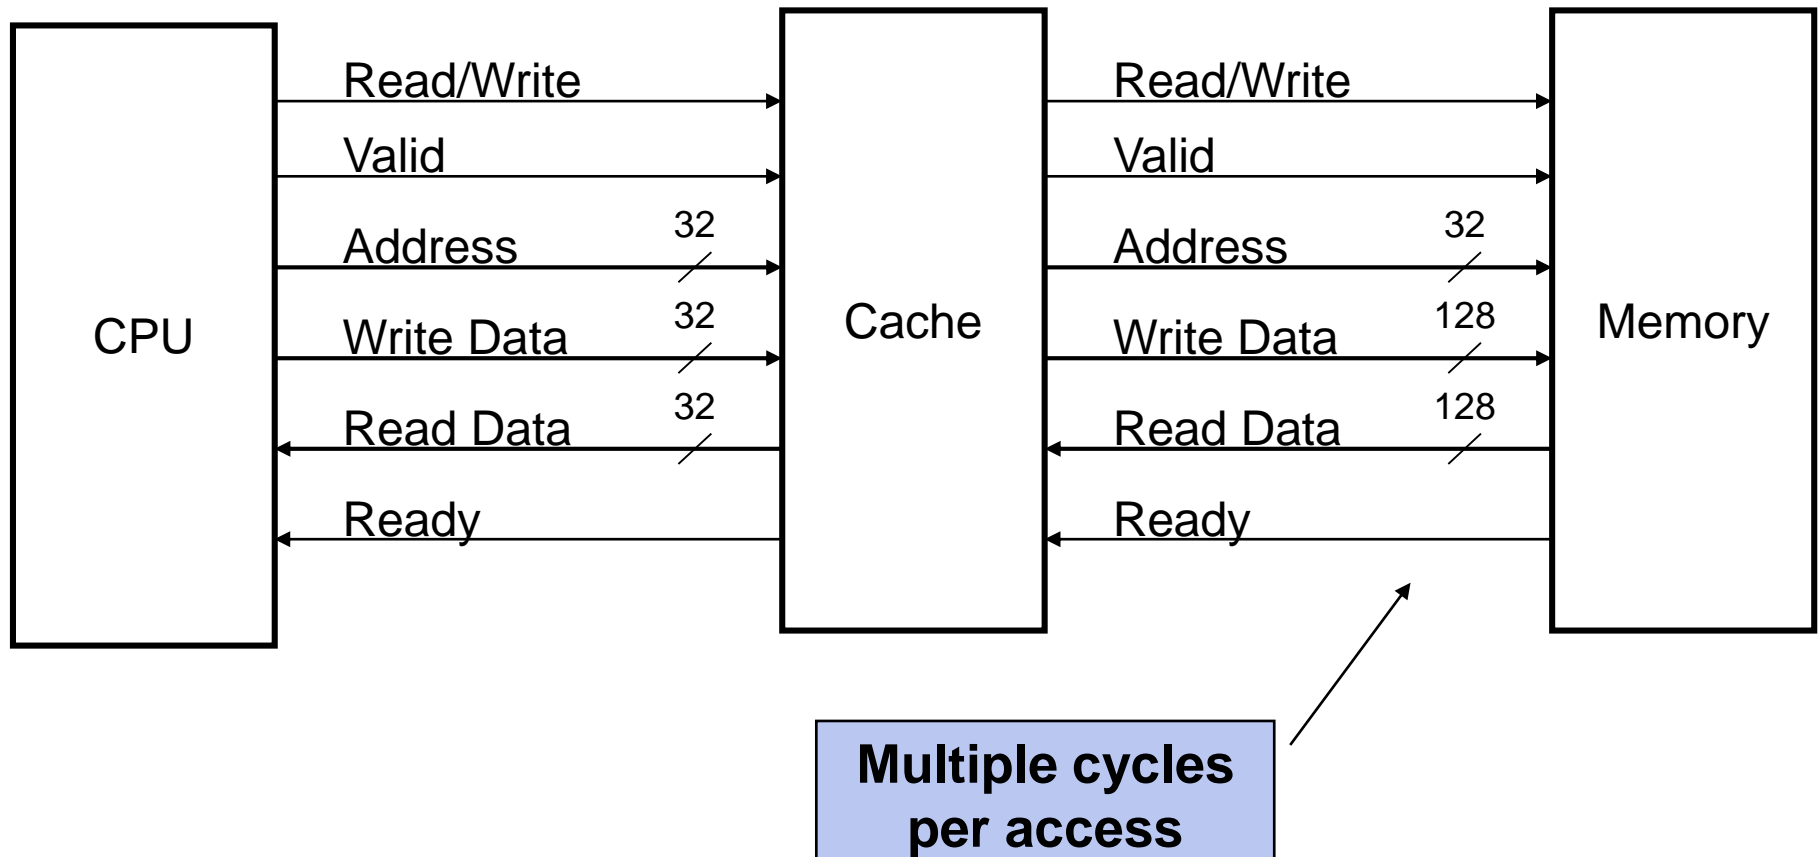 Read/Write
Read/Write
Valid
Valid
Address 32
Address 32
CPU
Write Data 32
Cache
Write Data 128
Memory
Read Data 32
Read Data 128
Ready
Ready
Multiple cycles
per access